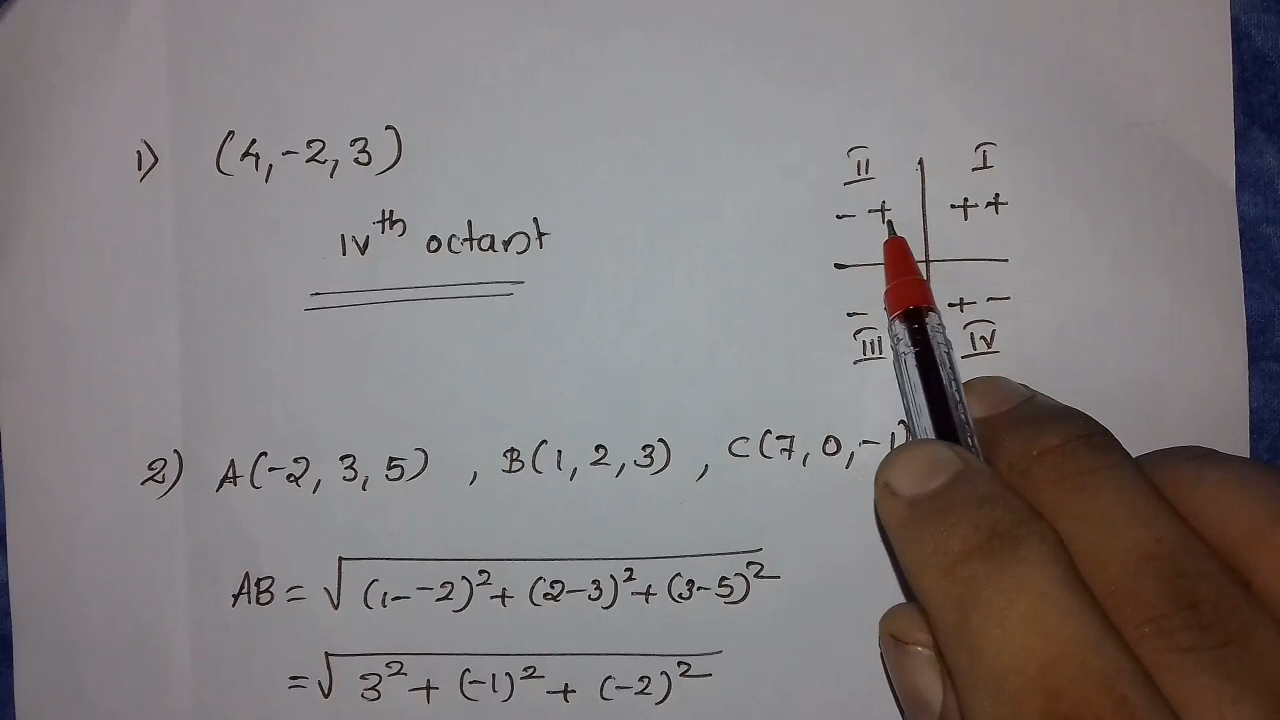 1) (4,-2,3)
IVth octant
II I
- + ++
- +-
III IV
2) A(-2, 3, 5) , B(1, 2, 3) , C(7, 0, -1)
AB = √(1--2)²+ (2-3)²+ (3-5)²
= √3²+ (-1)²+ (-2)²